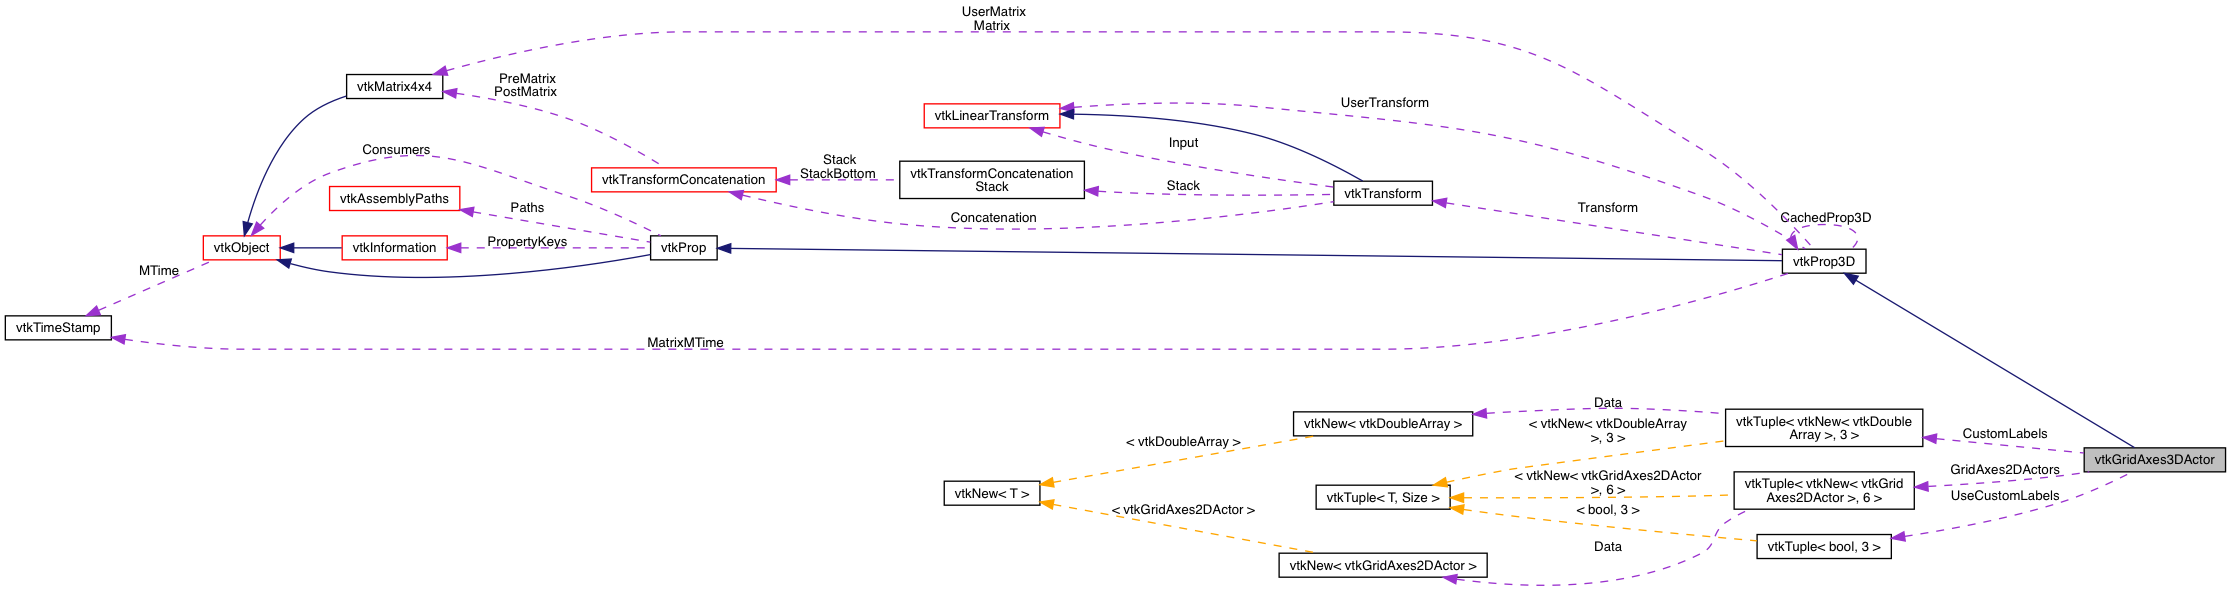 UserMatrix
Matrix
vtkMatrix4x4
PreMatrix
PostMatrix
vtkLinearTransform
UserTransform
Consumers
Input
Stack
StackBottom
vtkTransformConcatenation
vtkTransformConcatenation
Stack
Stack
vtkTransform
vtkAssemblyPaths
Paths
Concatenation
Transform
CachedProp3D
vtkObject
vtkInformation
PropertyKeys
vtkProp
vtkProp3D
MTime
vtkTimeStamp
MatrixMTime
Data
vtkNew< vtkDoubleArray >
< vtkNew< vtkDoubleArray
>, 3 >
vtkTuple< vtkNew< vtkDouble
Array >, 3 >
CustomLabels
< vtkDoubleArray >
vtkGridAxes3DActor
GridAxes2DActors
UseCustomLabels
< vtkNew< vtkGridAxes2DActor
>, 6 >
vtkTuple< vtkNew< vtkGrid
Axes2DActor >, 6 >
vtkNew< T >
vtkTuple< T, Size >
< bool, 3 >
< vtkGridAxes2DActor >
Data
vtkTuple< bool, 3 >
vtkNew< vtkGridAxes2DActor >